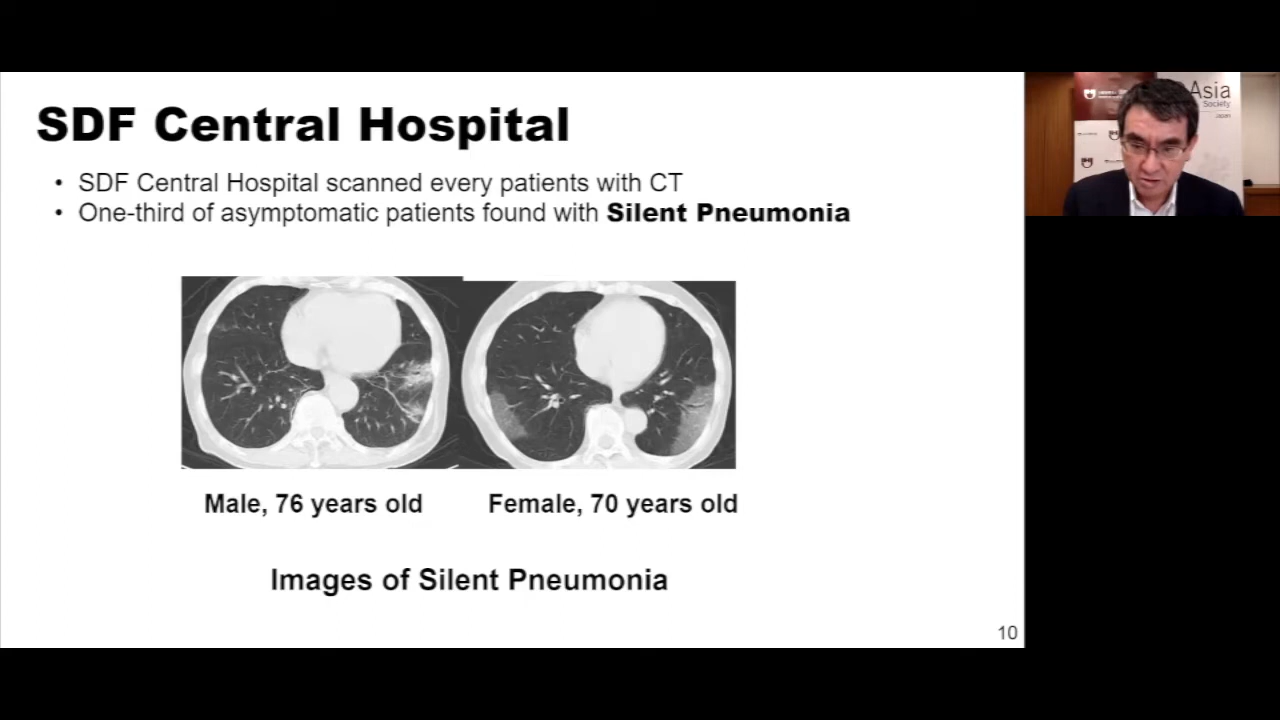 SDF Central Hospital
• SDF Central Hospital scanned every patients with CT
• One-third of asymptomatic patients found with Silent Pneumonia
Male, 76 years old
Female, 70 years old
Images of Silent Pneumonia
10
Asia
Society
Japan